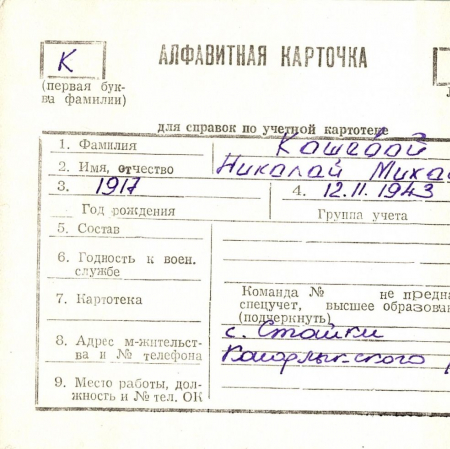 К
АЛФАВИТНАЯ КАРТОЧКА
(первая бук-
ва фамилии)
для справок по учетной картотеке
1. Фамилия Кошевой
2. Имя, отчество Николай Миха
3. 1917 4. 12.11.1943
Год рождения Группа учета
5. Состав
6. Годность к воен.
службе
Команда № не предна
7. Картотека спецучет, высшее образован
(подчеркнуть)
8. Адрес м-жительст- с. Стайки
ва и № телефона Кагарлыкского
9. Место работы, дол-
жность и № тел. ОК